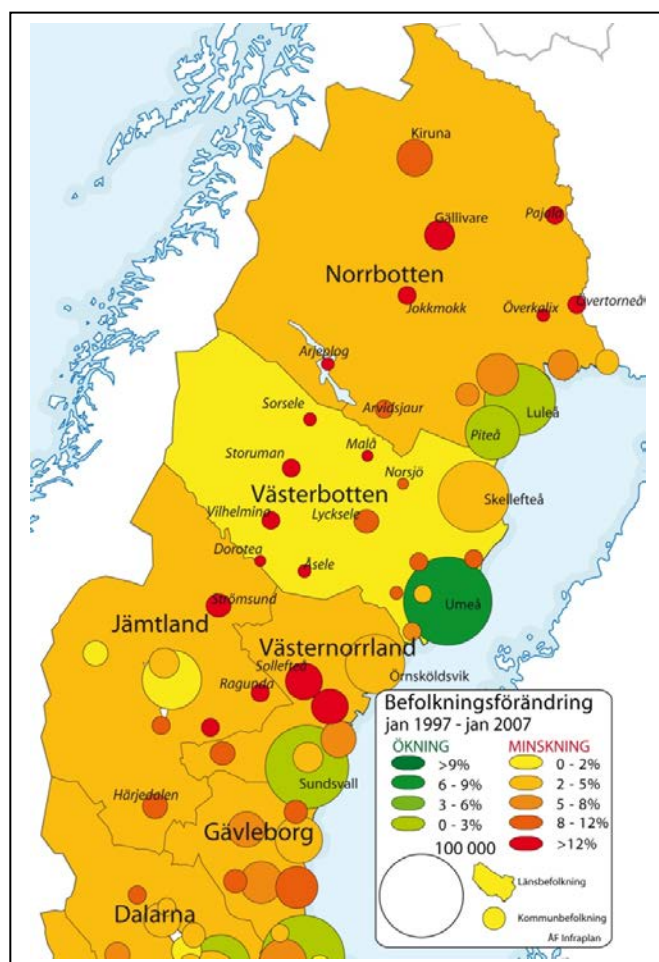 Kiruna
Gällivare
Pajala
Norrbotten
Jokkmokk
Överkalix
Övertorneå
Arjeplog
Arvidsjaur
Luleå
Piteå
Sorsele
Malå
Storuman
Norsjö
Västerbotten
Skellefteå
Vilhelmina
Lycksele
Dorotea
Åsele
Umeå
Strömsund
Jämtland
Västernorrland
Sollefteå
Ragunda
Örnsköldsvik
Sundsvall
Härjedalen
Gävleborg
Dalarna
Befolkningsförändring
jan 1997 - jan 2007
ÖKNING MINSKNING
>9% 0 - 2%
6 - 9% 2 - 5%
3 - 6% 5 - 8%
0 - 3% 8 - 12%
100 000 >12%
Länsbefolkning
Kommunbefolkning
ÅF Infraplan